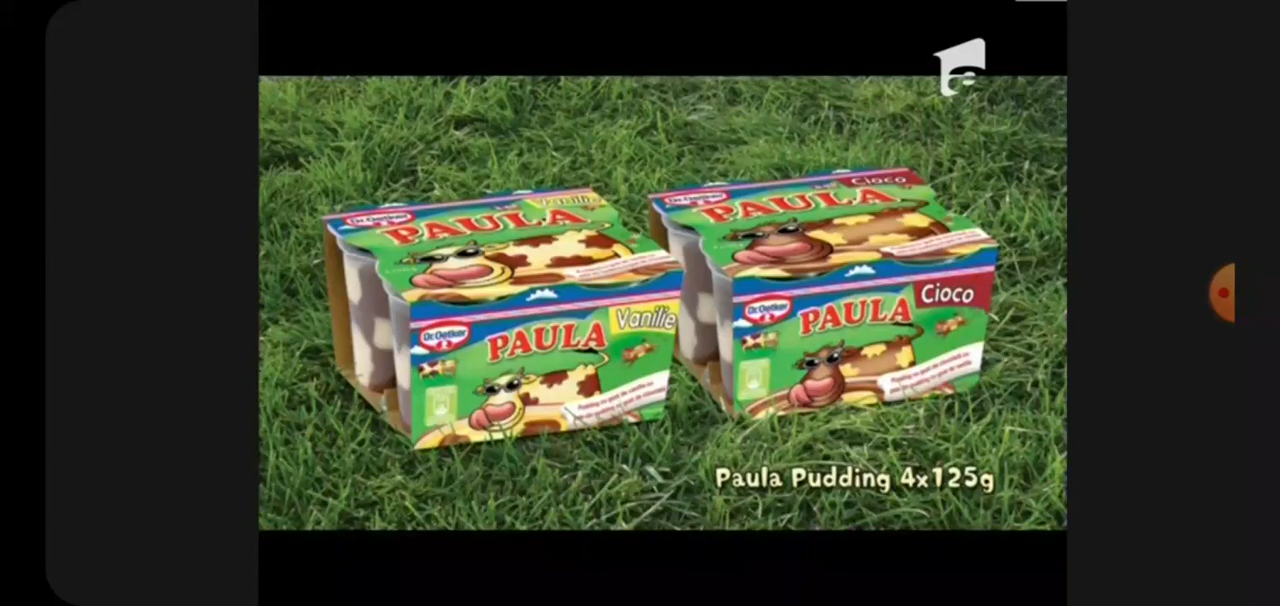 Dr.Oetker
Vanilie
PAULA
Dr.Oetker
Cioco
PAULA
Dr.Oetker
PAULA
Vanilie
Dr.Oetker
PAULA
Cioco
Paula Pudding 4x125g